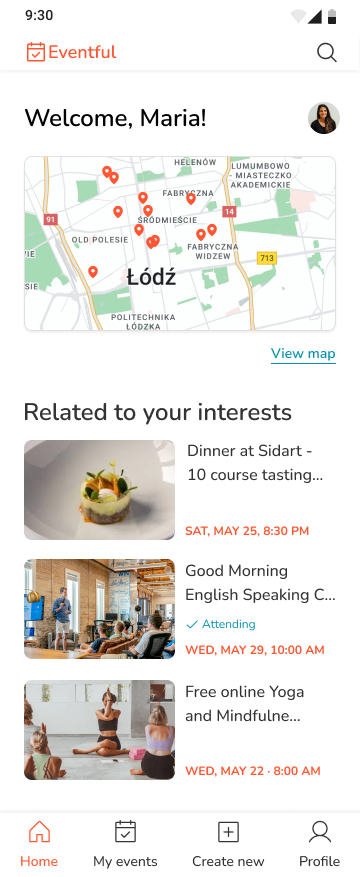 9:30
Eventful
Welcome, Maria!
HELENÓW
LUMUMBOWO
- MIASTECZKO
AKADEMICKIE
FABRYCZNA
91
14
ŚRÓDMIEŚCIE
OLD POLESIE
FABRYCZNA
WIDZEW
713
IE
Łódź
SIE
POLITECHNIKA
ŁÓDZKA
View map
Related to your interests
Dinner at Sidart -
10 course tasting...
SAT, MAY 25, 8:30 PM
Good Morning
English Speaking C...
Attending
WED, MAY 29, 10:00 AM
Free online Yoga
and Mindfulne...
WED, MAY 22 · 8:00 AM
Home
My events
Create new
Profile